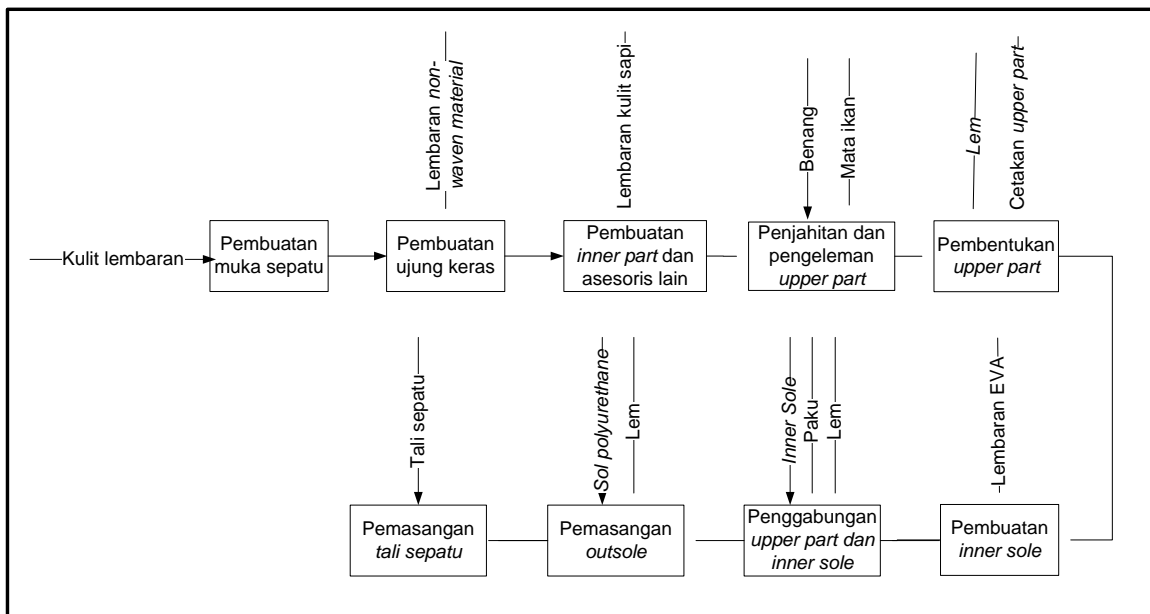 Lembaran non-
waven material
Lembaran kulit sapi
Benang
Mata ikan
Lem
Cetakan upper part
Kulit lembaran
Pembuatan
muka sepatu
Pembuatan
ujung keras
Pembuatan
inner part dan
asesoris lain
Penjahitan dan
pengeleman
upper part
Pembentukan
upper part
Tali sepatu
Sol polyurethane
Lem
Inner Sole
Paku
Lem
Lembaran EVA
Pemasangan
tali sepatu
Pemasangan
outsole
Penggabungan
upper part dan
inner sole
Pembuatan
inner sole